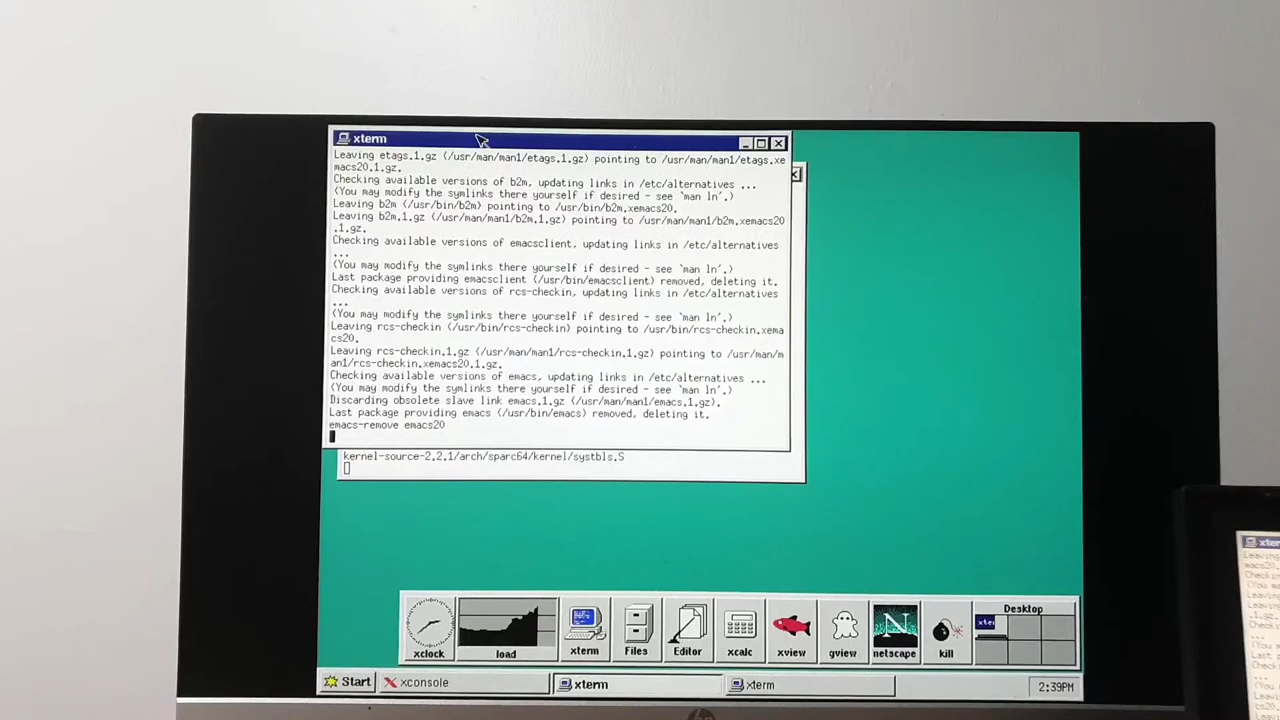 xterm
Leaving etags.1.gz (/usr/man/man1/etags.1.gz) pointing to /usr/man/man1/etags.xe
macs20.1.gz.
Checking available versions of b2m, updating links in /etc/alternatives ...
(You may modify the symlinks there yourself if desired - see `man ln'.)
Leaving b2m (/usr/bin/b2m) pointing to /usr/bin/b2m.xemacs20.
Leaving b2m.1.gz (/usr/man/man1/b2m.1.gz) pointing to /usr/man/man1/b2m.xemacs20
.1.gz.
Checking available versions of emacsclient, updating links in /etc/alternatives
...
(You may modify the symlinks there yourself if desired - see `man ln'.)
Last package providing emacsclient (/usr/bin/emacsclient) removed, deleting it.
Checking available versions of rcs-checkin, updating links in /etc/alternatives
...
(You may modify the symlinks there yourself if desired - see `man ln'.)
Leaving rcs-checkin (/usr/bin/rcs-checkin) pointing to /usr/bin/rcs-checkin.xema
cs20.
Leaving rcs-checkin.1.gz (/usr/man/man1/rcs-checkin.1.gz) pointing to /usr/man/m
an1/rcs-checkin.xemacs20.1.gz.
Checking available versions of emacs, updating links in /etc/alternatives ...
(You may modify the symlinks there yourself if desired - see `man ln'.)
Discarding obsolete slave link emacs.1.gz (/usr/man/man1/emacs.1.gz).
Last package providing emacs (/usr/bin/emacs) removed, deleting it.
emacs-remove emacs20
kernel-source-2.2.1/arch/sparc64/kernel/systbls.S
xclock
load
xterm
Files
Editor
xcalc
xview
gview
N
netscape
kill
Desktop
xter
Start
xconsole
xterm
xterm
2:39PM